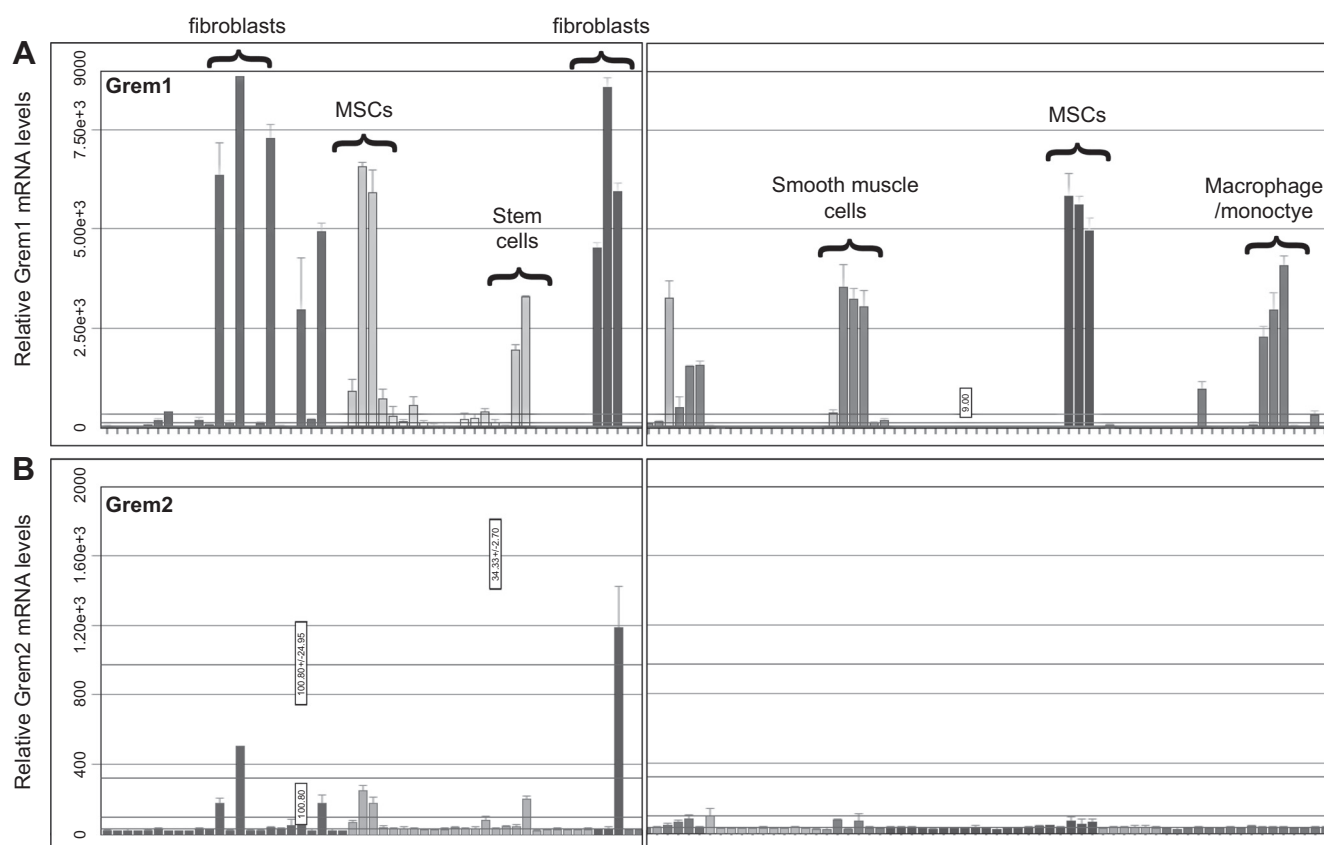 fibroblasts
fibroblasts
A
Grem1
MSCs
Stem
cells
Smooth muscle
cells
MSCs
Macrophage
/monoctye
Relative Grem1 mRNA levels
9000
7.50e+3
5.00e+3
2.50e+3
0
9.00
B
Grem2
Relative Grem2 mRNA levels
2000
1.60e+3
1.20e+3
800
400
0
34.33+/-2.70
100.80+/-24.95
100.80